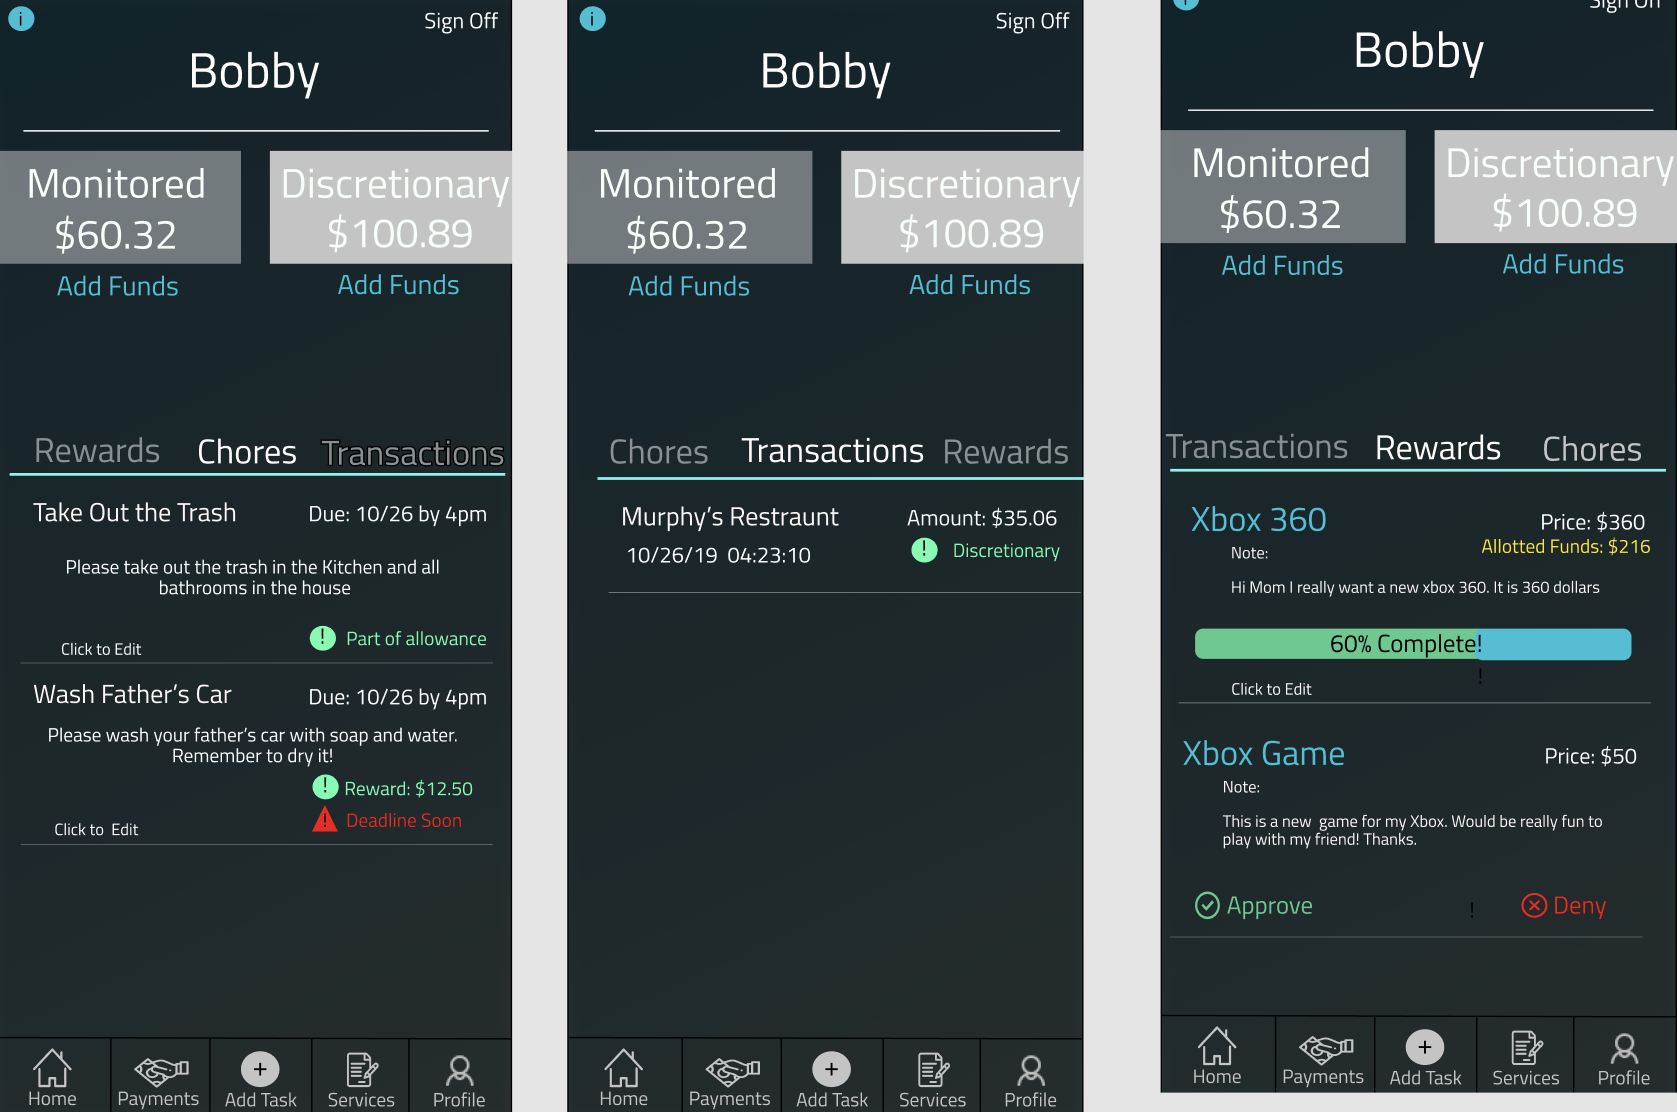 i
Sign Off
Bobby
Monitored
$60.32
Discretionary
$100.89
Add Funds
Add Funds
Rewards
Chores
Transactions
Take Out the Trash
Due: 10/26 by 4pm
Please take out the trash in the Kitchen and all
bathrooms in the house
! Part of allowance
Click to Edit
Wash Father's Car
Due: 10/26 by 4pm
Please wash your father's car with soap and water.
Remember to dry it!
! Reward: $12.50
! Deadline Soon
Click to Edit
Home
Payments
+
Add Task
Services
Profile
i
Sign Off
Bobby
Monitored
$60.32
Discretionary
$100.89
Add Funds
Add Funds
Chores
Transactions
Rewards
Murphy's Restraunt
Amount: $35.06
10/26/19 04:23:10
! Discretionary
Home
Payments
+
Add Task
Services
Profile
i
Sign Off
Bobby
Monitored
$60.32
Discretionary
$100.89
Add Funds
Add Funds
Transactions
Rewards
Chores
Xbox 360
Price: $360
Allotted Funds: $216
Note:
Hi Mom I really want a new xbox 360. It is 360 dollars
60% Complete!
!
Click to Edit
Xbox Game
Price: $50
Note:
This is a new game for my Xbox. Would be really fun to
play with my friend! Thanks.
Approve
!
Deny
Home
Payments
+
Add Task
Services
Profile